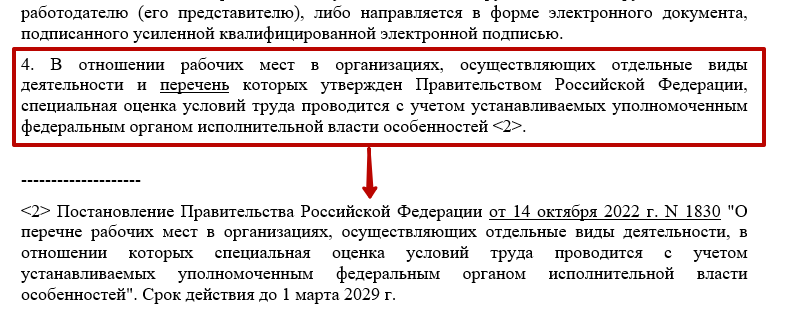 работодателю (его представителю), либо направляется в форме электронного документа,
подписанного усиленной квалифицированной электронной подписью.
4. В отношении рабочих мест в организациях, осуществляющих отдельные виды
деятельности и перечень которых утвержден Правительством Российской Федерации,
специальная оценка условий труда проводится с учетом устанавливаемых уполномоченным
федеральным органом исполнительной власти особенностей <2>.
--------------------
<2> Постановление Правительства Российской Федерации от 14 октября 2022 г. N 1830 "О
перечне рабочих мест в организациях, осуществляющих отдельные виды деятельности, в
отношении которых специальная оценка условий труда проводится с учетом
устанавливаемых уполномоченным федеральным органом исполнительной власти
особенностей". Срок действия до 1 марта 2029 г.